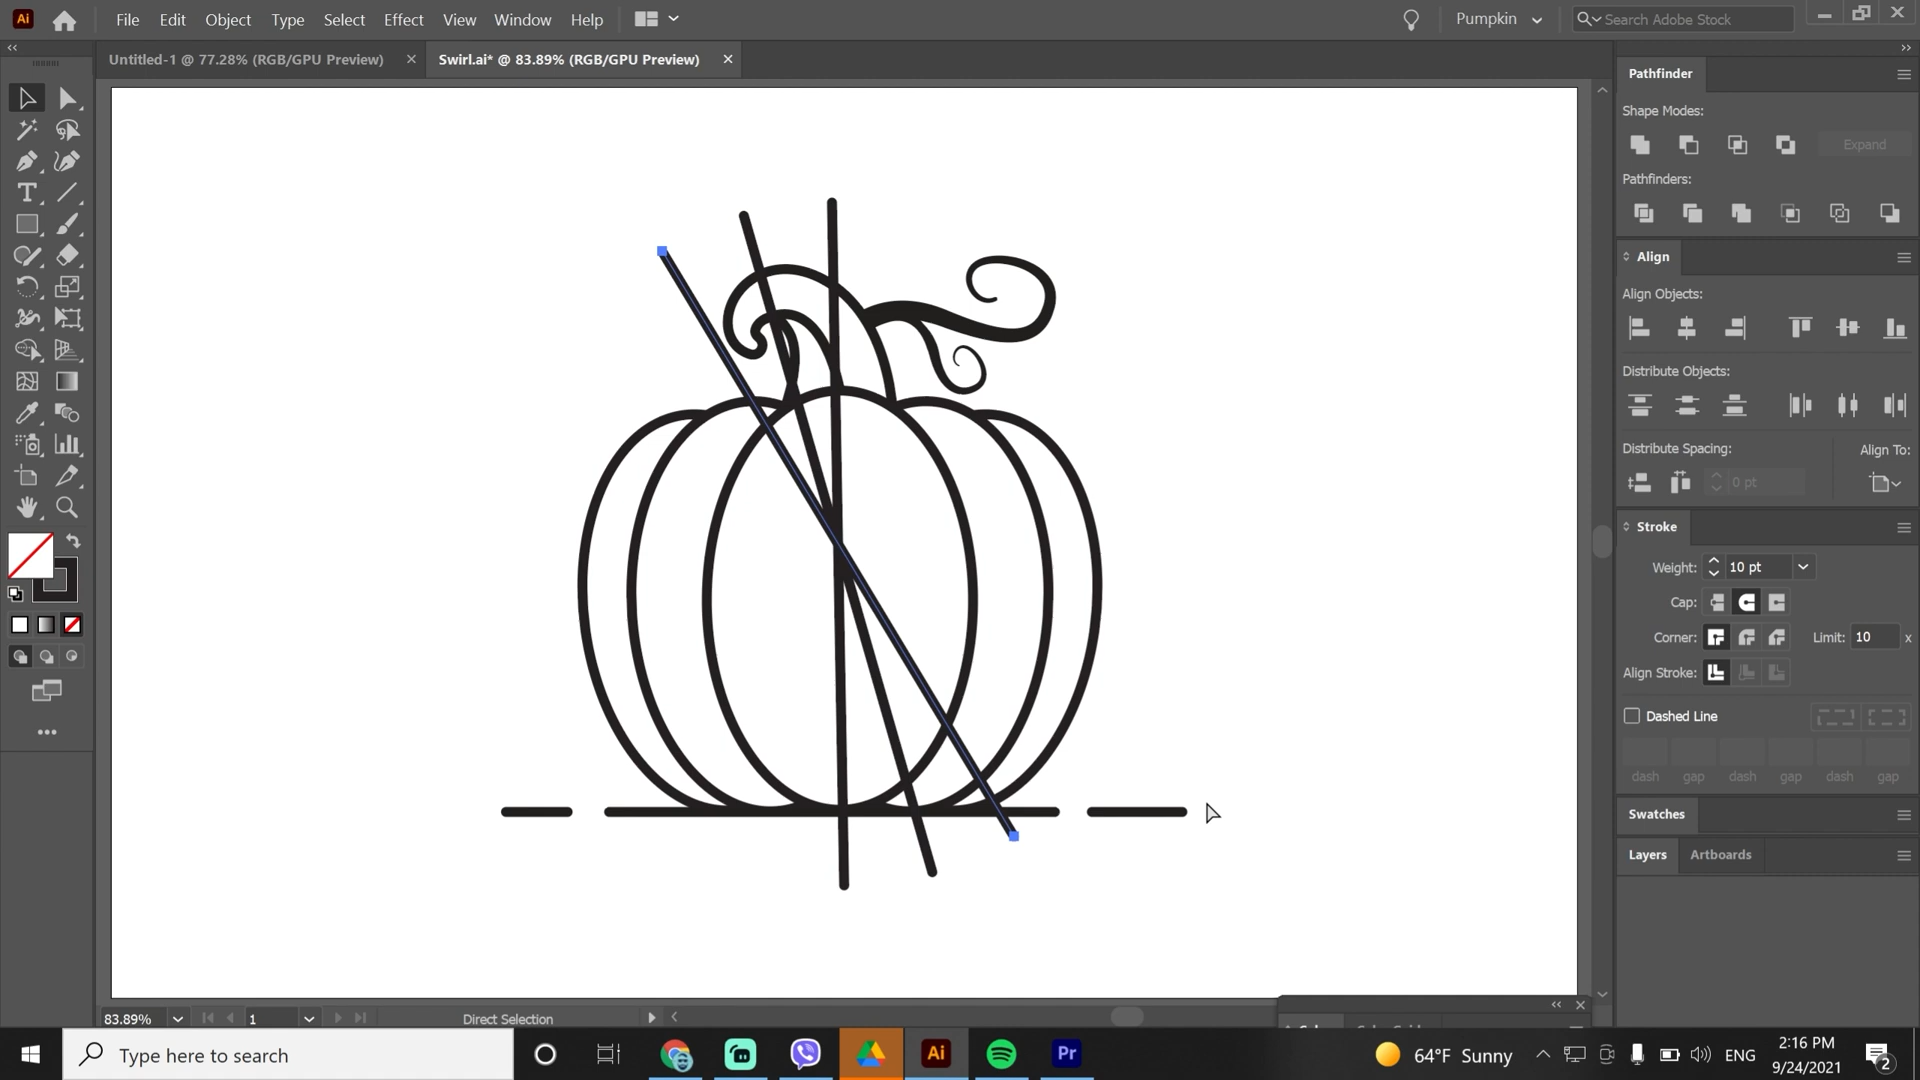 Ai File Edit Object Type Select Effect View Window Help Pumpkin Search Adobe Stock
Untitled-1 @ 77.28% (RGB/GPU Preview) Swirl.ai* @ 83.89% (RGB/GPU Preview)
Pathfinder
Shape Modes:
Expand
Pathfinders:
Align
Align Objects:
Distribute Objects:
Distribute Spacing: Align To:
0 pt
Stroke
Weight: 10 pt
Cap:
Corner: Limit: 10 x
Align Stroke:
Dashed Line
dash gap dash gap dash gap
Swatches
Layers Artboards
83.89% 1 Direct Selection
Type here to search
Ai Pr 64°F Sunny ENG 2:16 PM
9/24/2021 2